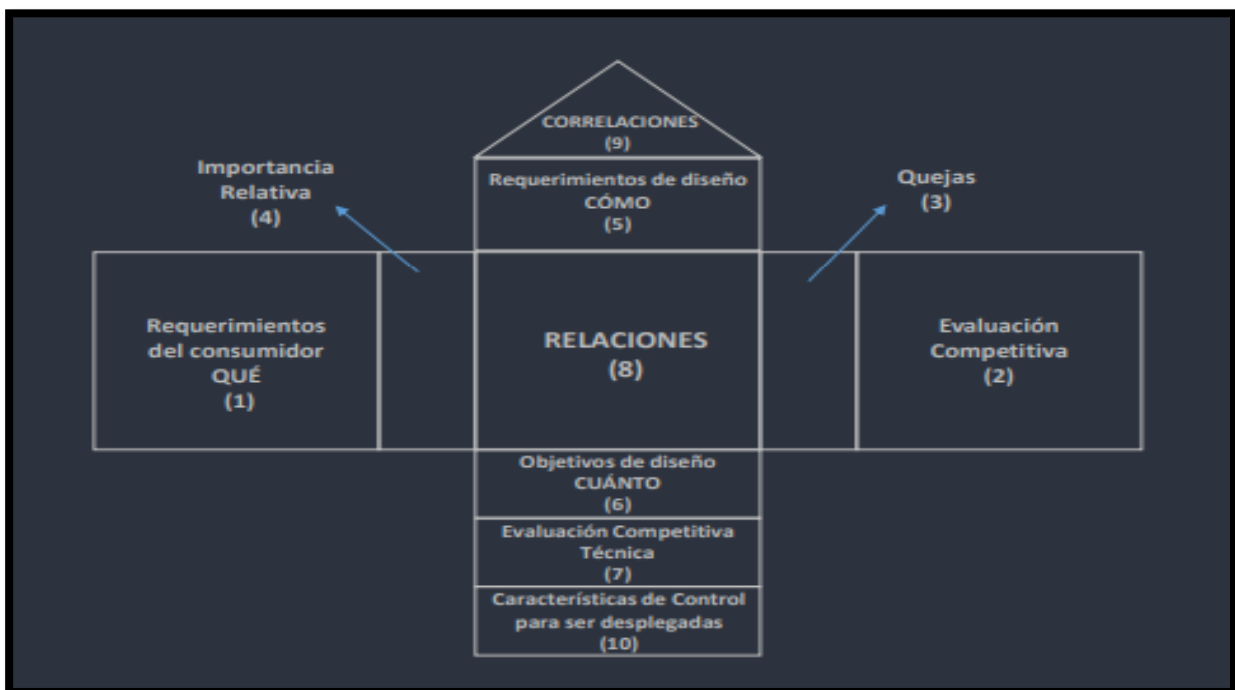 CORRELACIONES
(9)
Importancia
Relativa
(4)
Requerimientos de diseño
CÓMO
(5)
Quejas
(3)
Requerimientos
del consumidor
QUÉ
(1)
RELACIONES
(8)
Evaluación
Competitiva
(2)
Objetivos de diseño
CUÁNTO
(6)
Evaluación Competitiva
Técnica
(7)
Características de Control
para ser desplegadas
(10)